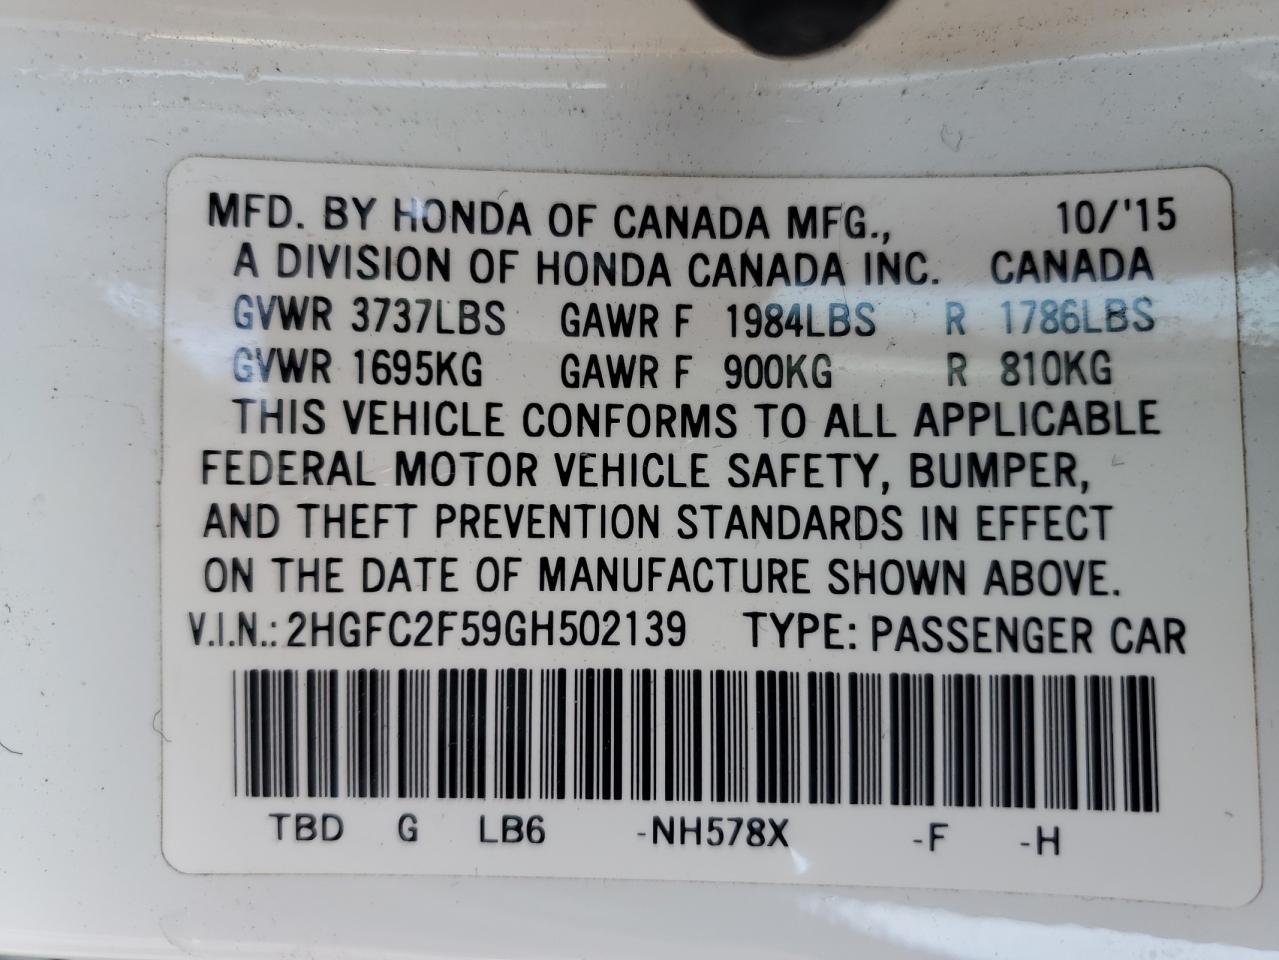 MFD. BY HONDA OF CANADA MFG., 10/'15
A DIVISION OF HONDA CANADA INC. CANADA
GVWR 3737LBS GAWR F 1984LBS R 1786LBS
GVWR 1695KG GAWR F 900KG R 810KG
THIS VEHICLE CONFORMS TO ALL APPLICABLE
FEDERAL MOTOR VEHICLE SAFETY, BUMPER,
AND THEFT PREVENTION STANDARDS IN EFFECT
ON THE DATE OF MANUFACTURE SHOWN ABOVE.
V.I.N.: 2HGFC2F59GH502139 TYPE: PASSENGER CAR
TBD G LB6 -NH578X -F -H